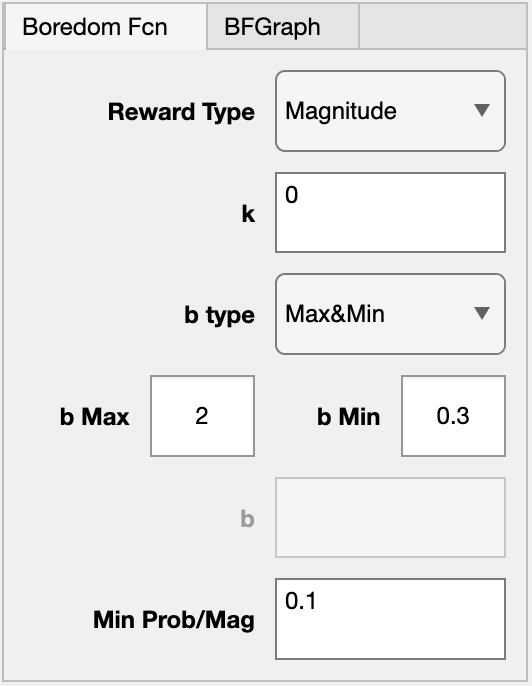 Boredom Fcn BFGraph
Reward Type Magnitude
k 0
b type Max&Min
b Max 2 b Min 0.3
b
Min Prob/Mag 0.1